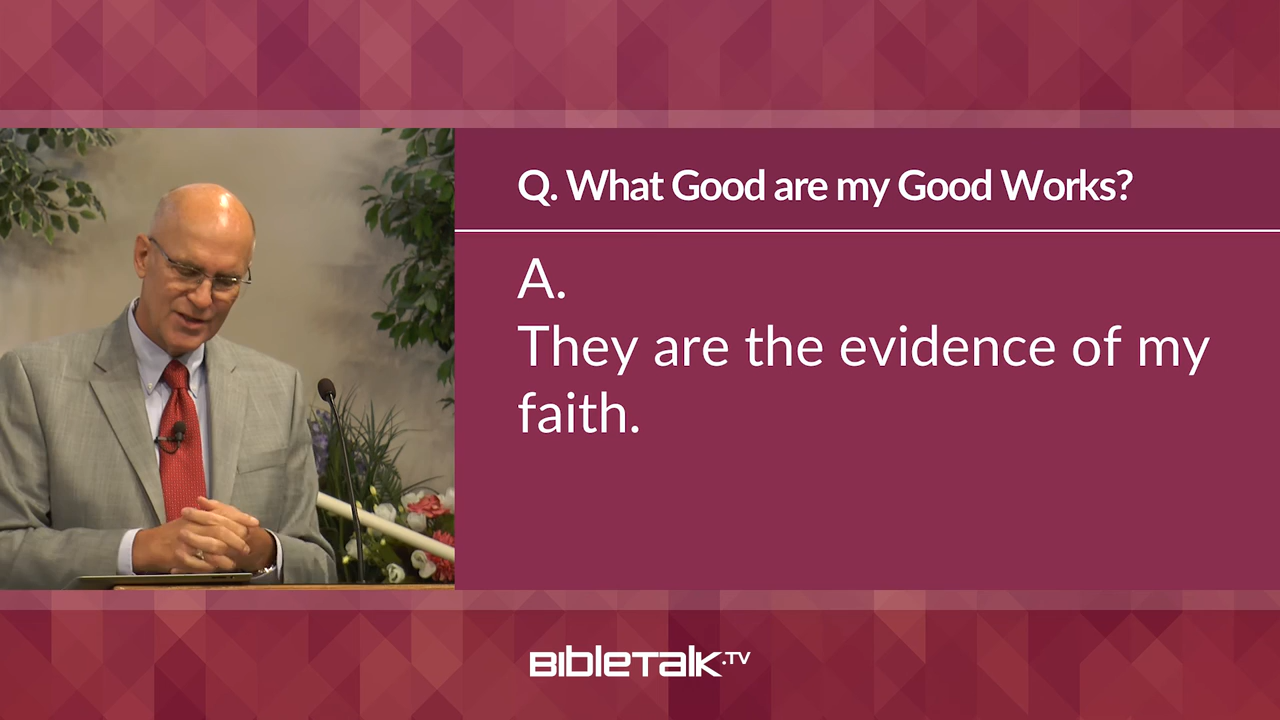 Q. What Good are my Good Works?
A.
They are the evidence of my
faith.
BIBLETALK.TV